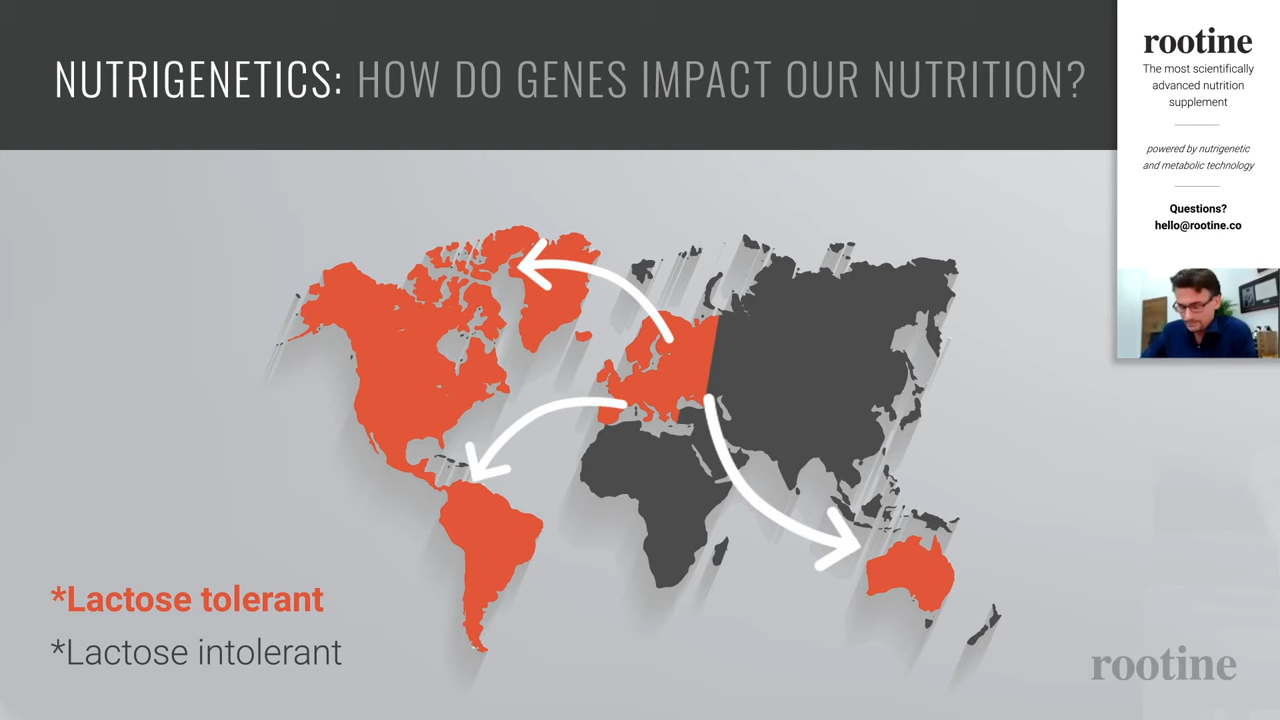 NUTRIGENETICS: HOW DO GENES IMPACT OUR NUTRITION?
rootine
The most scientifically
advanced nutrition
supplement
powered by nutrigenetic
and metabolic technology
Questions?
hello@rootine.co
*Lactose tolerant
*Lactose intolerant
rootine